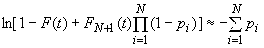 ln[1 − F(t) + F_{N+1}(t)∏_{i=1}^{N}(1 − p_i)] ≈ −∑_{i=1}^{N} p_i